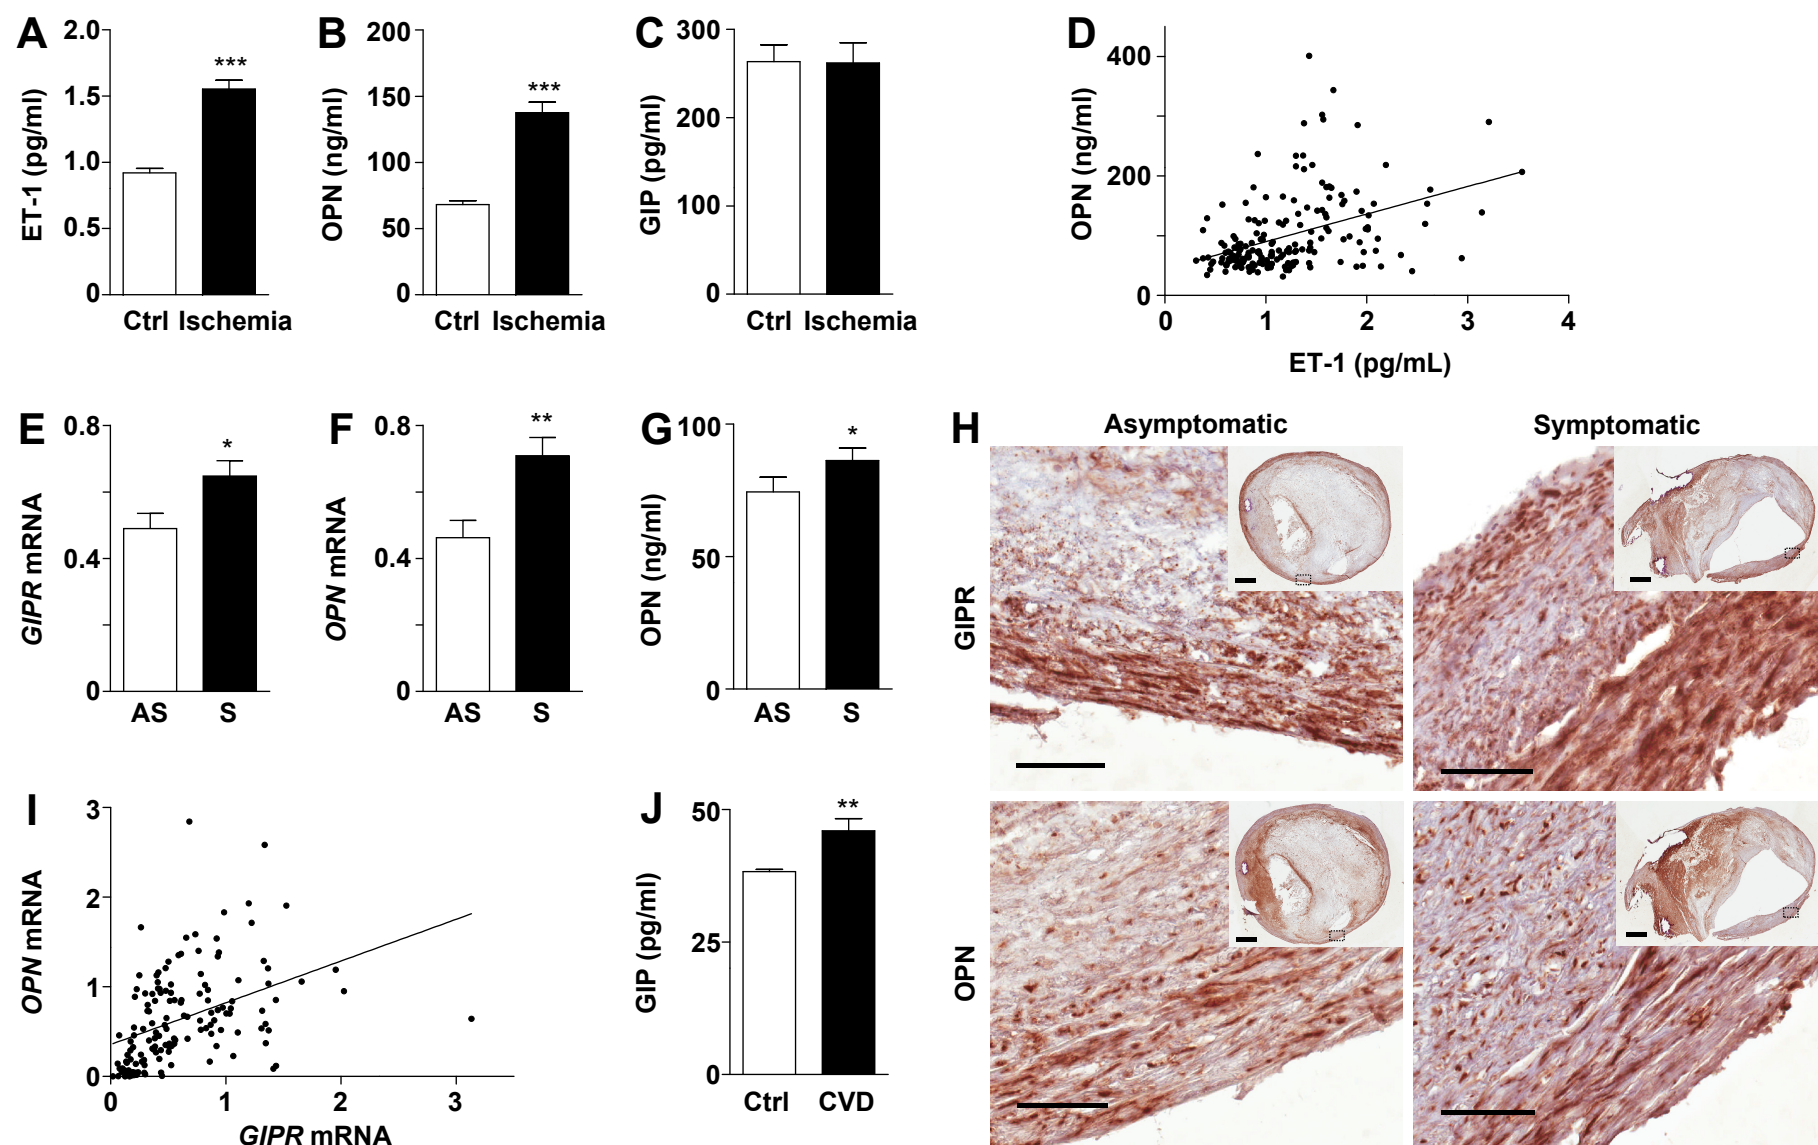 A
ET-1 (pg/ml)
2.0
1.5
1.0
0.5
0
***
Ctrl Ischemia
B
OPN (ng/ml)
200
150
100
50
0
***
Ctrl Ischemia
C
GIP (pg/ml)
300
200
100
0
Ctrl Ischemia
D
OPN (ng/ml)
400
200
0
0 1 2 3 4
ET-1 (pg/mL)
E
GIPR mRNA
0.8
0.4
0
*
AS S
F
OPN mRNA
0.8
0.4
0
**
AS S
G
OPN (ng/ml)
100
50
0
*
AS S
H
Asymptomatic Symptomatic
GIPR
OPN
I
OPN mRNA
3
2
1
0
0 1 2 3
GIPR mRNA
J
GIP (pg/ml)
50
25
0
**
Ctrl CVD